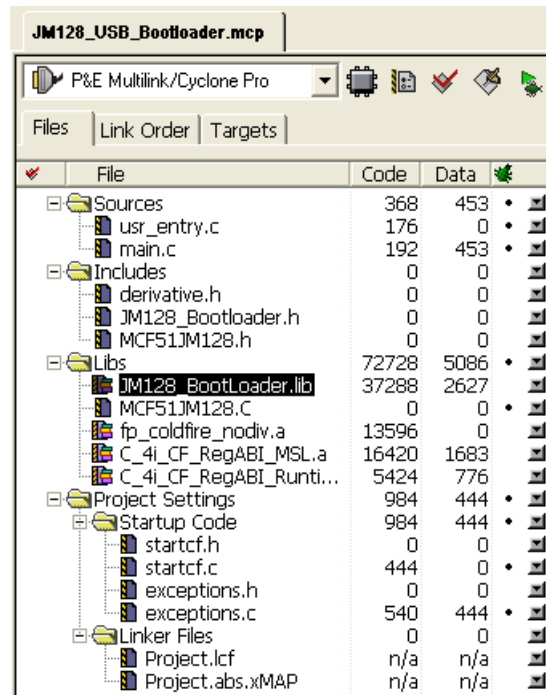 JM128_USB_Bootloader.mcp
P&E Multilink/Cyclone Pro
Files Link Order Targets
File Code Data
Sources 368 453
usr_entry.c 176 0
main.c 192 453
Includes 0 0
derivative.h 0 0
JM128_Bootloader.h 0 0
MCF51JM128.h 0 0
Libs 72728 5086
JM128_BootLoader.lib 37288 2627
MCF51JM128.C 0 0
fp_coldfire_nodiv.a 13596 0
C_4i_CF_RegABI_MSL.a 16420 1683
C_4i_CF_RegABI_Runti... 5424 776
Project Settings 984 444
Startup Code 984 444
startcf.h 0 0
startcf.c 444 0
exceptions.h 0 0
exceptions.c 540 444
Linker Files 0 0
Project.lcf n/a n/a
Project.abs.xMAP n/a n/a